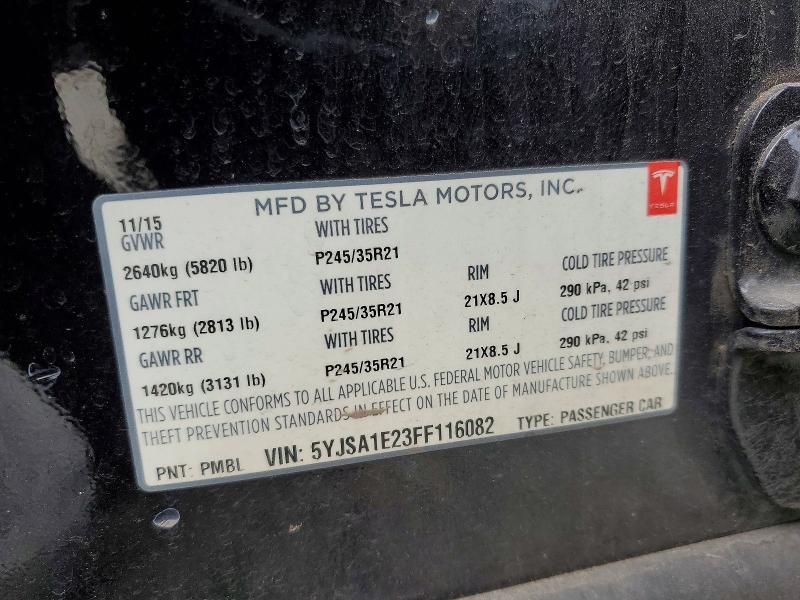 MFD BY TESLA MOTORS, INC.
TESLA
11/15
GVWR WITH TIRES
2640kg (5820 lb) P245/35R21
GAWR FRT WITH TIRES RIM COLD TIRE PRESSURE
1276kg (2813 lb) P245/35R21 21X8.5 J 290 kPa, 42 psi
GAWR RR WITH TIRES RIM COLD TIRE PRESSURE
1420kg (3131 lb) P245/35R21 21X8.5 J 290 kPa, 42 psi
THIS VEHICLE CONFORMS TO ALL APPLICABLE U.S. FEDERAL MOTOR VEHICLE SAFETY, BUMPER, AND
THEFT PREVENTION STANDARDS IN EFFECT ON THE DATE OF MANUFACTURE SHOWN ABOVE.
PNT: PMBL VIN: 5YJSA1E23FF116082 TYPE: PASSENGER CAR